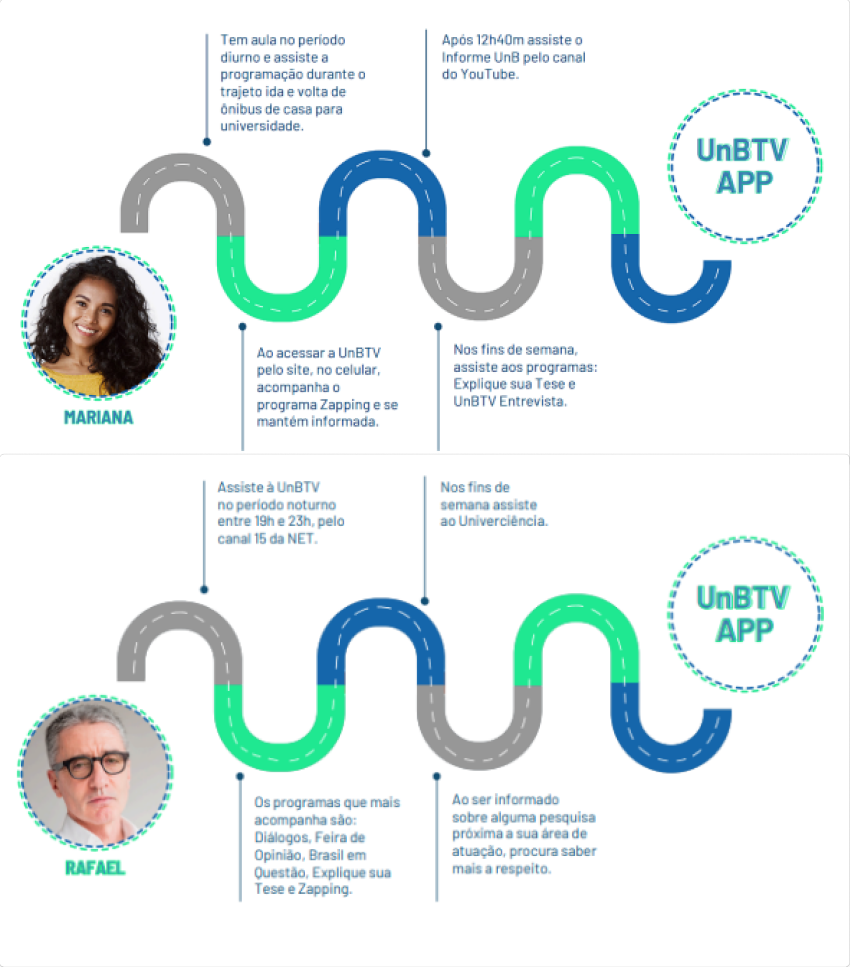 Tem aula no período
diurno e assiste a
programação durante o
trajeto ida e volta de
ônibus de casa para
universidade.
Após 12h40m assiste o
Informe UnB pelo canal
do YouTube.
UnBTV
APP
MARIANA
Ao acessar a UnBTV
pelo site, no celular,
acompanha o
programa Zapping e se
mantém informada.
Nos fins de semana,
assiste aos programas:
Explique sua Tese e
UnBTV Entrevista.
Assiste à UnBTV
no período noturno
entre 19h e 23h, pelo
canal 15 da NET.
Nos fins de
semana assiste
ao Univerciência.
UnBTV
APP
RAFAEL
Os programas que mais
acompanha são:
Diálogos, Feira de
Opinião, Brasil em
Questão, Explique sua
Tese e Zapping.
Ao ser informado
sobre alguma pesquisa
próxima a sua área de
atuação, procura saber
mais a respeito.